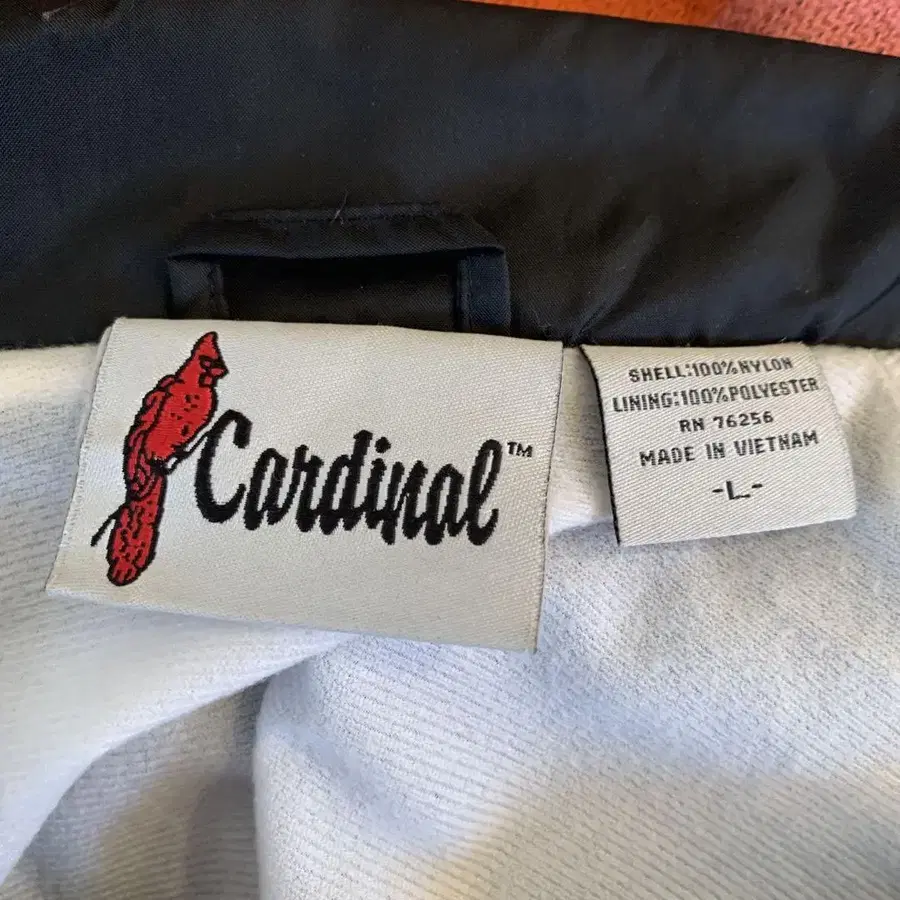 Cardinal™
SHELL:100%NYLON
LINING:100%POLYESTER
RN 76256
MADE IN VIETNAM
-L-